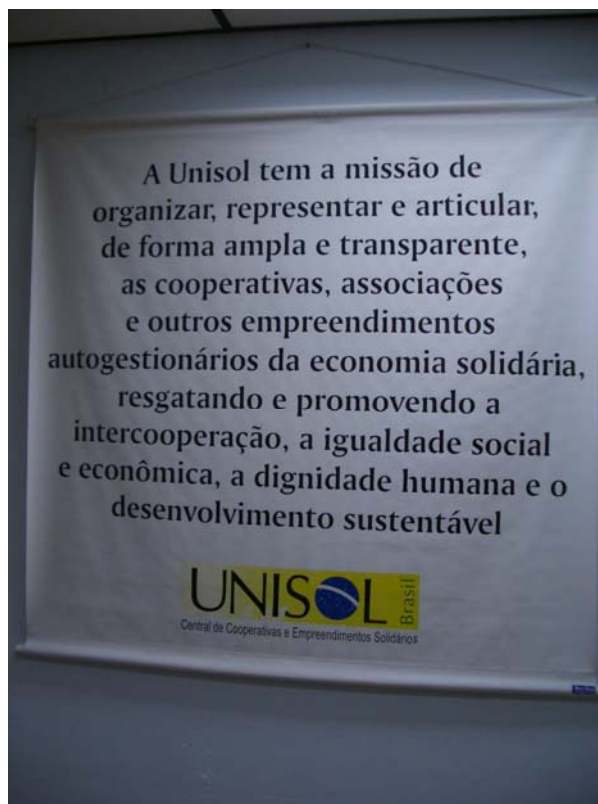 A Unisol tem a missão de
organizar, representar e articular,
de forma ampla e transparente,
as cooperativas, associações
e outros empreendimentos
autogestionários da economia solidária,
resgatando e promovendo a
intercooperação, a igualdade social
e econômica, a dignidade humana e o
desenvolvimento sustentável
UNISOL Brasil
Central de Cooperativas e Empreendimentos Solidários